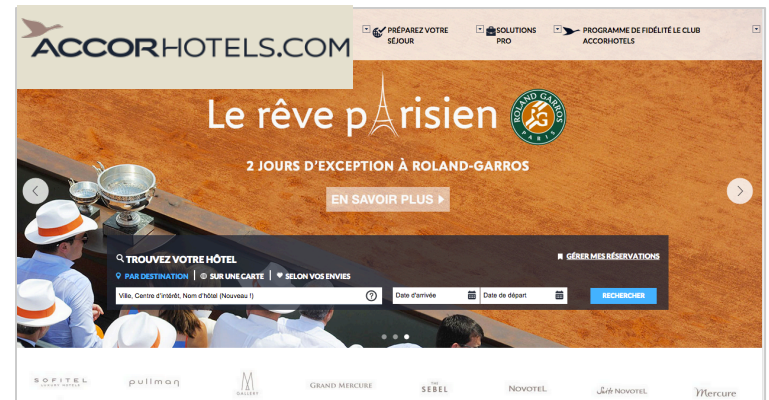 ACCORHOTELS.COM
PRÉPAREZ VOTRE
SÉJOUR
SOLUTIONS
PRO
PROGRAMME DE FIDÉLITÉ LE CLUB
ACCORHOTELS
Le rêve pArisien
ROLAND GARROS
PARIS
2 JOURS D'EXCEPTION À ROLAND-GARROS
EN SAVOIR PLUS
TROUVEZ VOTRE HÔTEL
GÉRER MES RÉSERVATIONS
PAR DESTINATION | SUR UNE CARTE | SELON VOS ENVIES
Ville, Centre d'intérêt, Nom d'hôtel (Nouveau !) ?
Date d'arrivée
Date de départ
RECHERCHER
SOFITEL
LUXURY HOTELS
pullman
M
GALLERY
GRAND MERCURE
THE
SEBEL
NOVOTEL
Suite NOVOTEL
Mercure